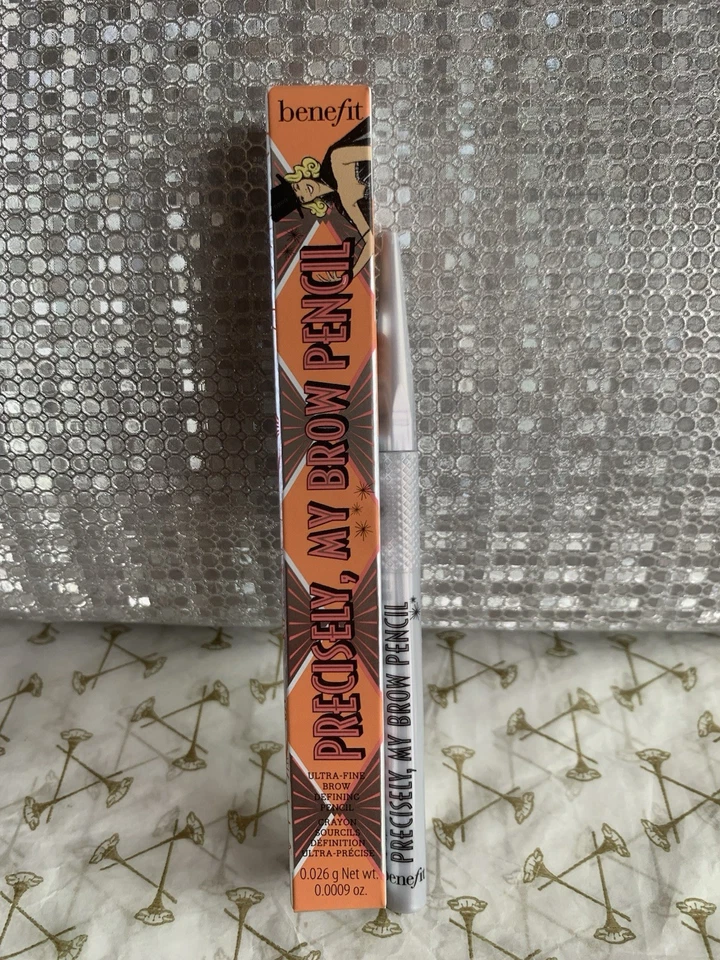 benefit
PRECISELY, MY BROW PENCIL
ULTRA-FINE
BROW
DEFINING
PENCIL
CRAYON
SOURCILS
DÉFINITION
ULTRA-PRÉCISE
0.026 g Net wt.
0.0009 oz.
PRECISELY, MY BROW PENCIL
benefit